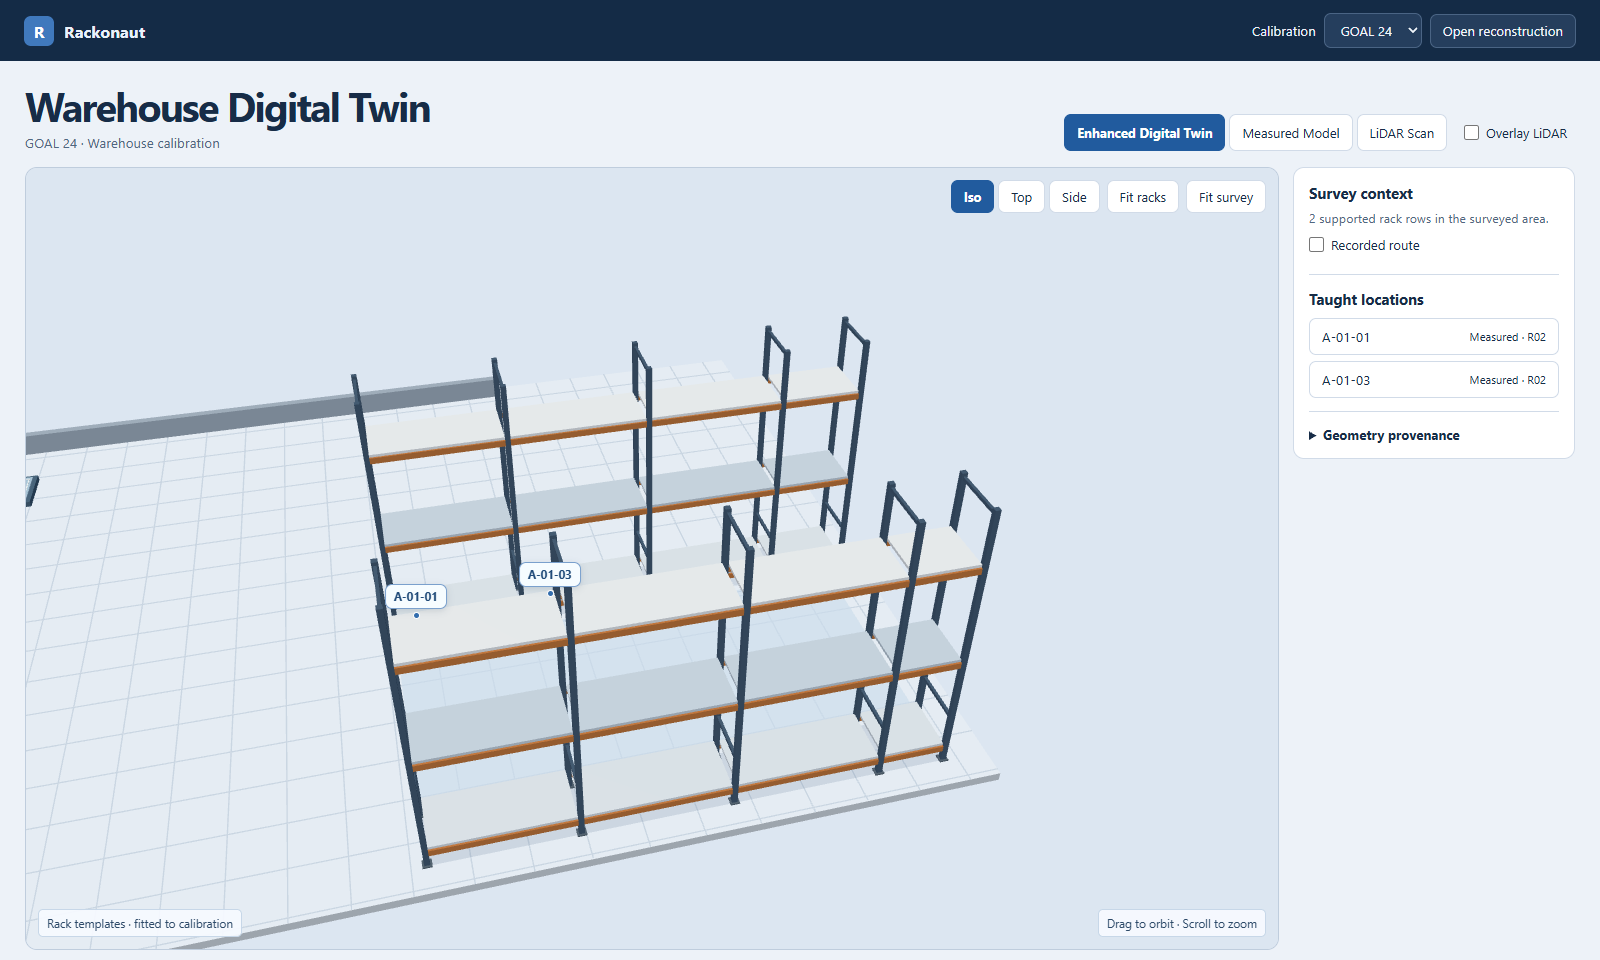 R Rackonaut
Calibration GOAL 24 Open reconstruction
Warehouse Digital Twin
GOAL 24 · Warehouse calibration
Enhanced Digital Twin Measured Model LiDAR Scan Overlay LiDAR
Iso Top Side Fit racks Fit survey
A-01-03
A-01-01
Rack templates · fitted to calibration
Drag to orbit · Scroll to zoom
Survey context
2 supported rack rows in the surveyed area.
Recorded route
Taught locations
A-01-01 Measured · R02
A-01-03 Measured · R02
Geometry provenance